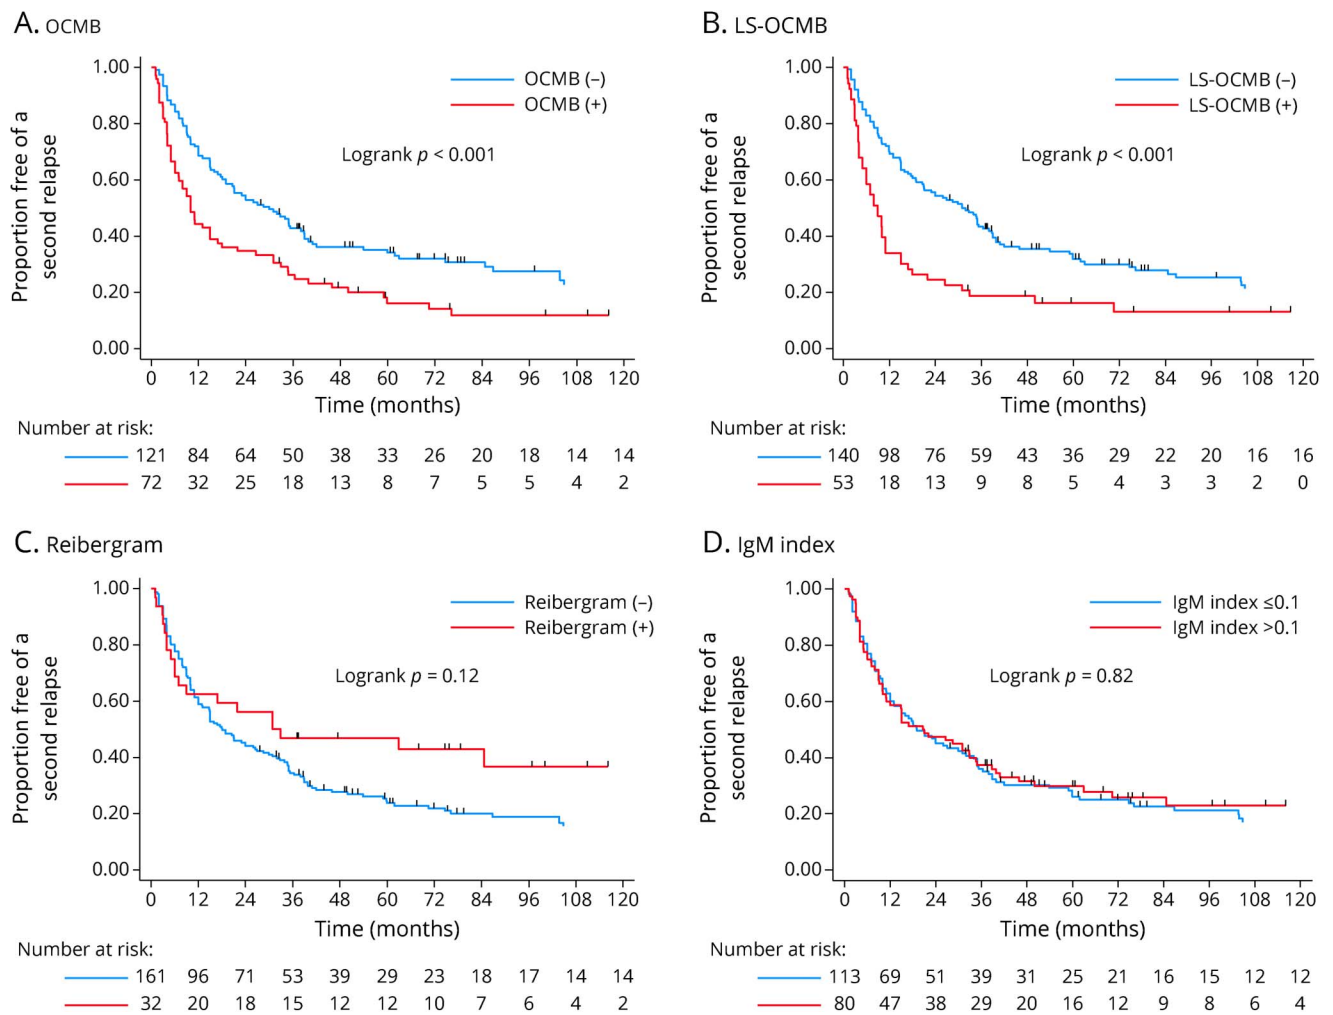 A. OCMB
Proportion free of a
second relapse
1.00
0.80
0.60
0.40
0.20
0.00
OCMB (–)
OCMB (+)
Logrank p < 0.001
0 12 24 36 48 60 72 84 96 108 120
Time (months)
Number at risk:
121 84 64 50 38 33 26 20 18 14 14
72 32 25 18 13 8 7 5 5 4 2
B. LS-OCMB
Proportion free of a
second relapse
1.00
0.80
0.60
0.40
0.20
0.00
LS-OCMB (–)
LS-OCMB (+)
Logrank p < 0.001
0 12 24 36 48 60 72 84 96 108 120
Time (months)
Number at risk:
140 98 76 59 43 36 29 22 20 16 16
53 18 13 9 8 5 4 3 3 2 0
C. Reibergram
Proportion free of a
second relapse
1.00
0.80
0.60
0.40
0.20
0.00
Reibergram (–)
Reibergram (+)
Logrank p = 0.12
0 12 24 36 48 60 72 84 96 108 120
Time (months)
Number at risk:
161 96 71 53 39 29 23 18 17 14 14
32 20 18 15 12 12 10 7 6 4 2
D. IgM index
Proportion free of a
second relapse
1.00
0.80
0.60
0.40
0.20
0.00
IgM index ≤0.1
IgM index >0.1
Logrank p = 0.82
0 12 24 36 48 60 72 84 96 108 120
Time (months)
Number at risk:
113 69 51 39 31 25 21 16 15 12 12
80 47 38 29 20 16 12 9 8 6 4